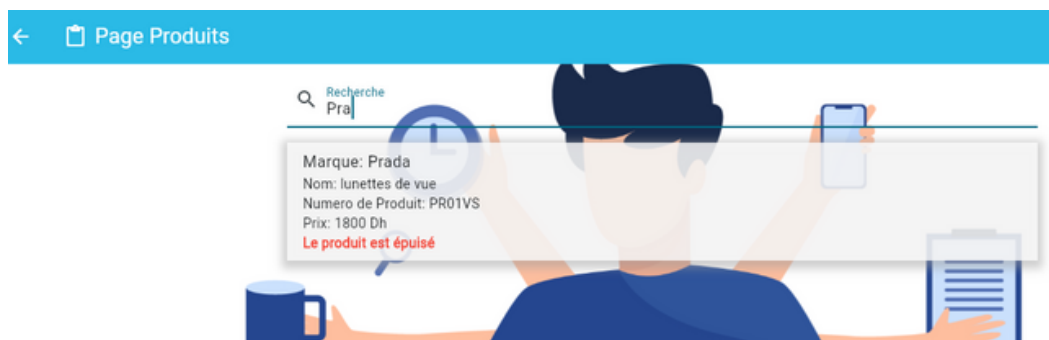 Page Produits
Recherche
Pra
Marque: Prada
Nom: lunettes de vue
Numero de Produit: PR01VS
Prix: 1800 Dh
Le produit est épuisé